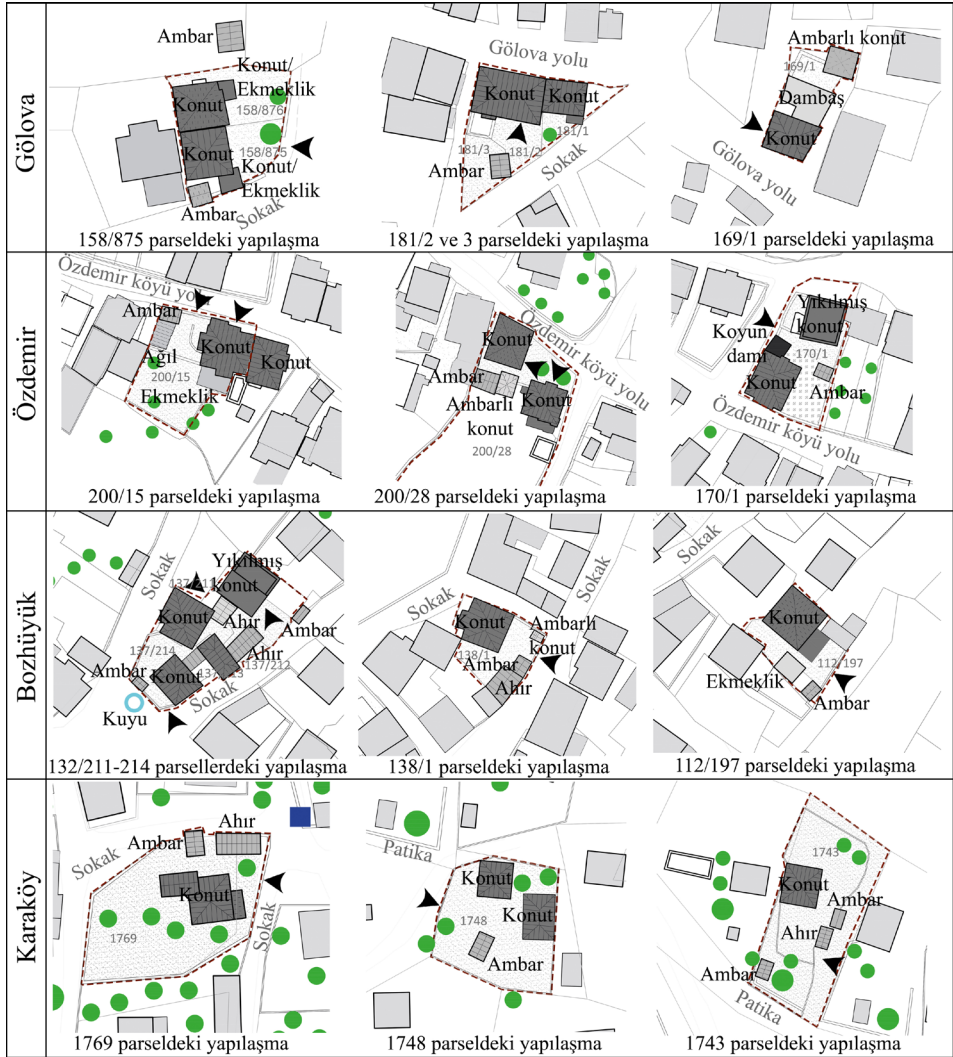 Gölova
Ambar
Konut/
Ekmeklik
Konut
158/876
Konut
158/875
Konut/
Ekmeklik
Ambar
Sokak
158/875 parseldeki yapılaşma
Gölova yolu
Konut
Konut
181/1
181/3
181/2
Ambar
Sokak
181/2 ve 3 parseldeki yapılaşma
Ambarlı konut
169/1
Dambaş
Konut
Gölova yolu
169/1 parseldeki yapılaşma
Özdemir
Özdemir köyü yolu
Ambar
Konut
Konut
Ağıl
200/15
Ekmeklik
200/15 parseldeki yapılaşma
Özdemir köyü yolu
Konut
Ambar
Konut
Ambarlı
konut
200/28
200/28 parseldeki yapılaşma
Yıkılmış
konut
Koyun
damı
170/1
Konut
Ambar
Özdemir köyü yolu
170/1 parseldeki yapılaşma
Bozhüyük
Sokak
Yıkılmış
konut
Konut
Ahır
Ambar
137/214
Ahır
137/212
Ambar
Konut
Sokak
Kuyu
132/211-214 parsellerdeki yapılaşma
Sokak
Sokak
Konut
Ambarlı
konut
138/1
Ambar
Ahır
138/1 parseldeki yapılaşma
Sokak
Konut
112/197
Ekmeklik
Ambar
112/197 parseldeki yapılaşma
Karaköy
Ahır
Ambar
Sokak
Konut
1769
Sokak
1769 parseldeki yapılaşma
Patika
Konut
Konut
1748
Ambar
1748 parseldeki yapılaşma
1743
Konut
Ambar
Ahır
Ambar
Patika
1743 parseldeki yapılaşma